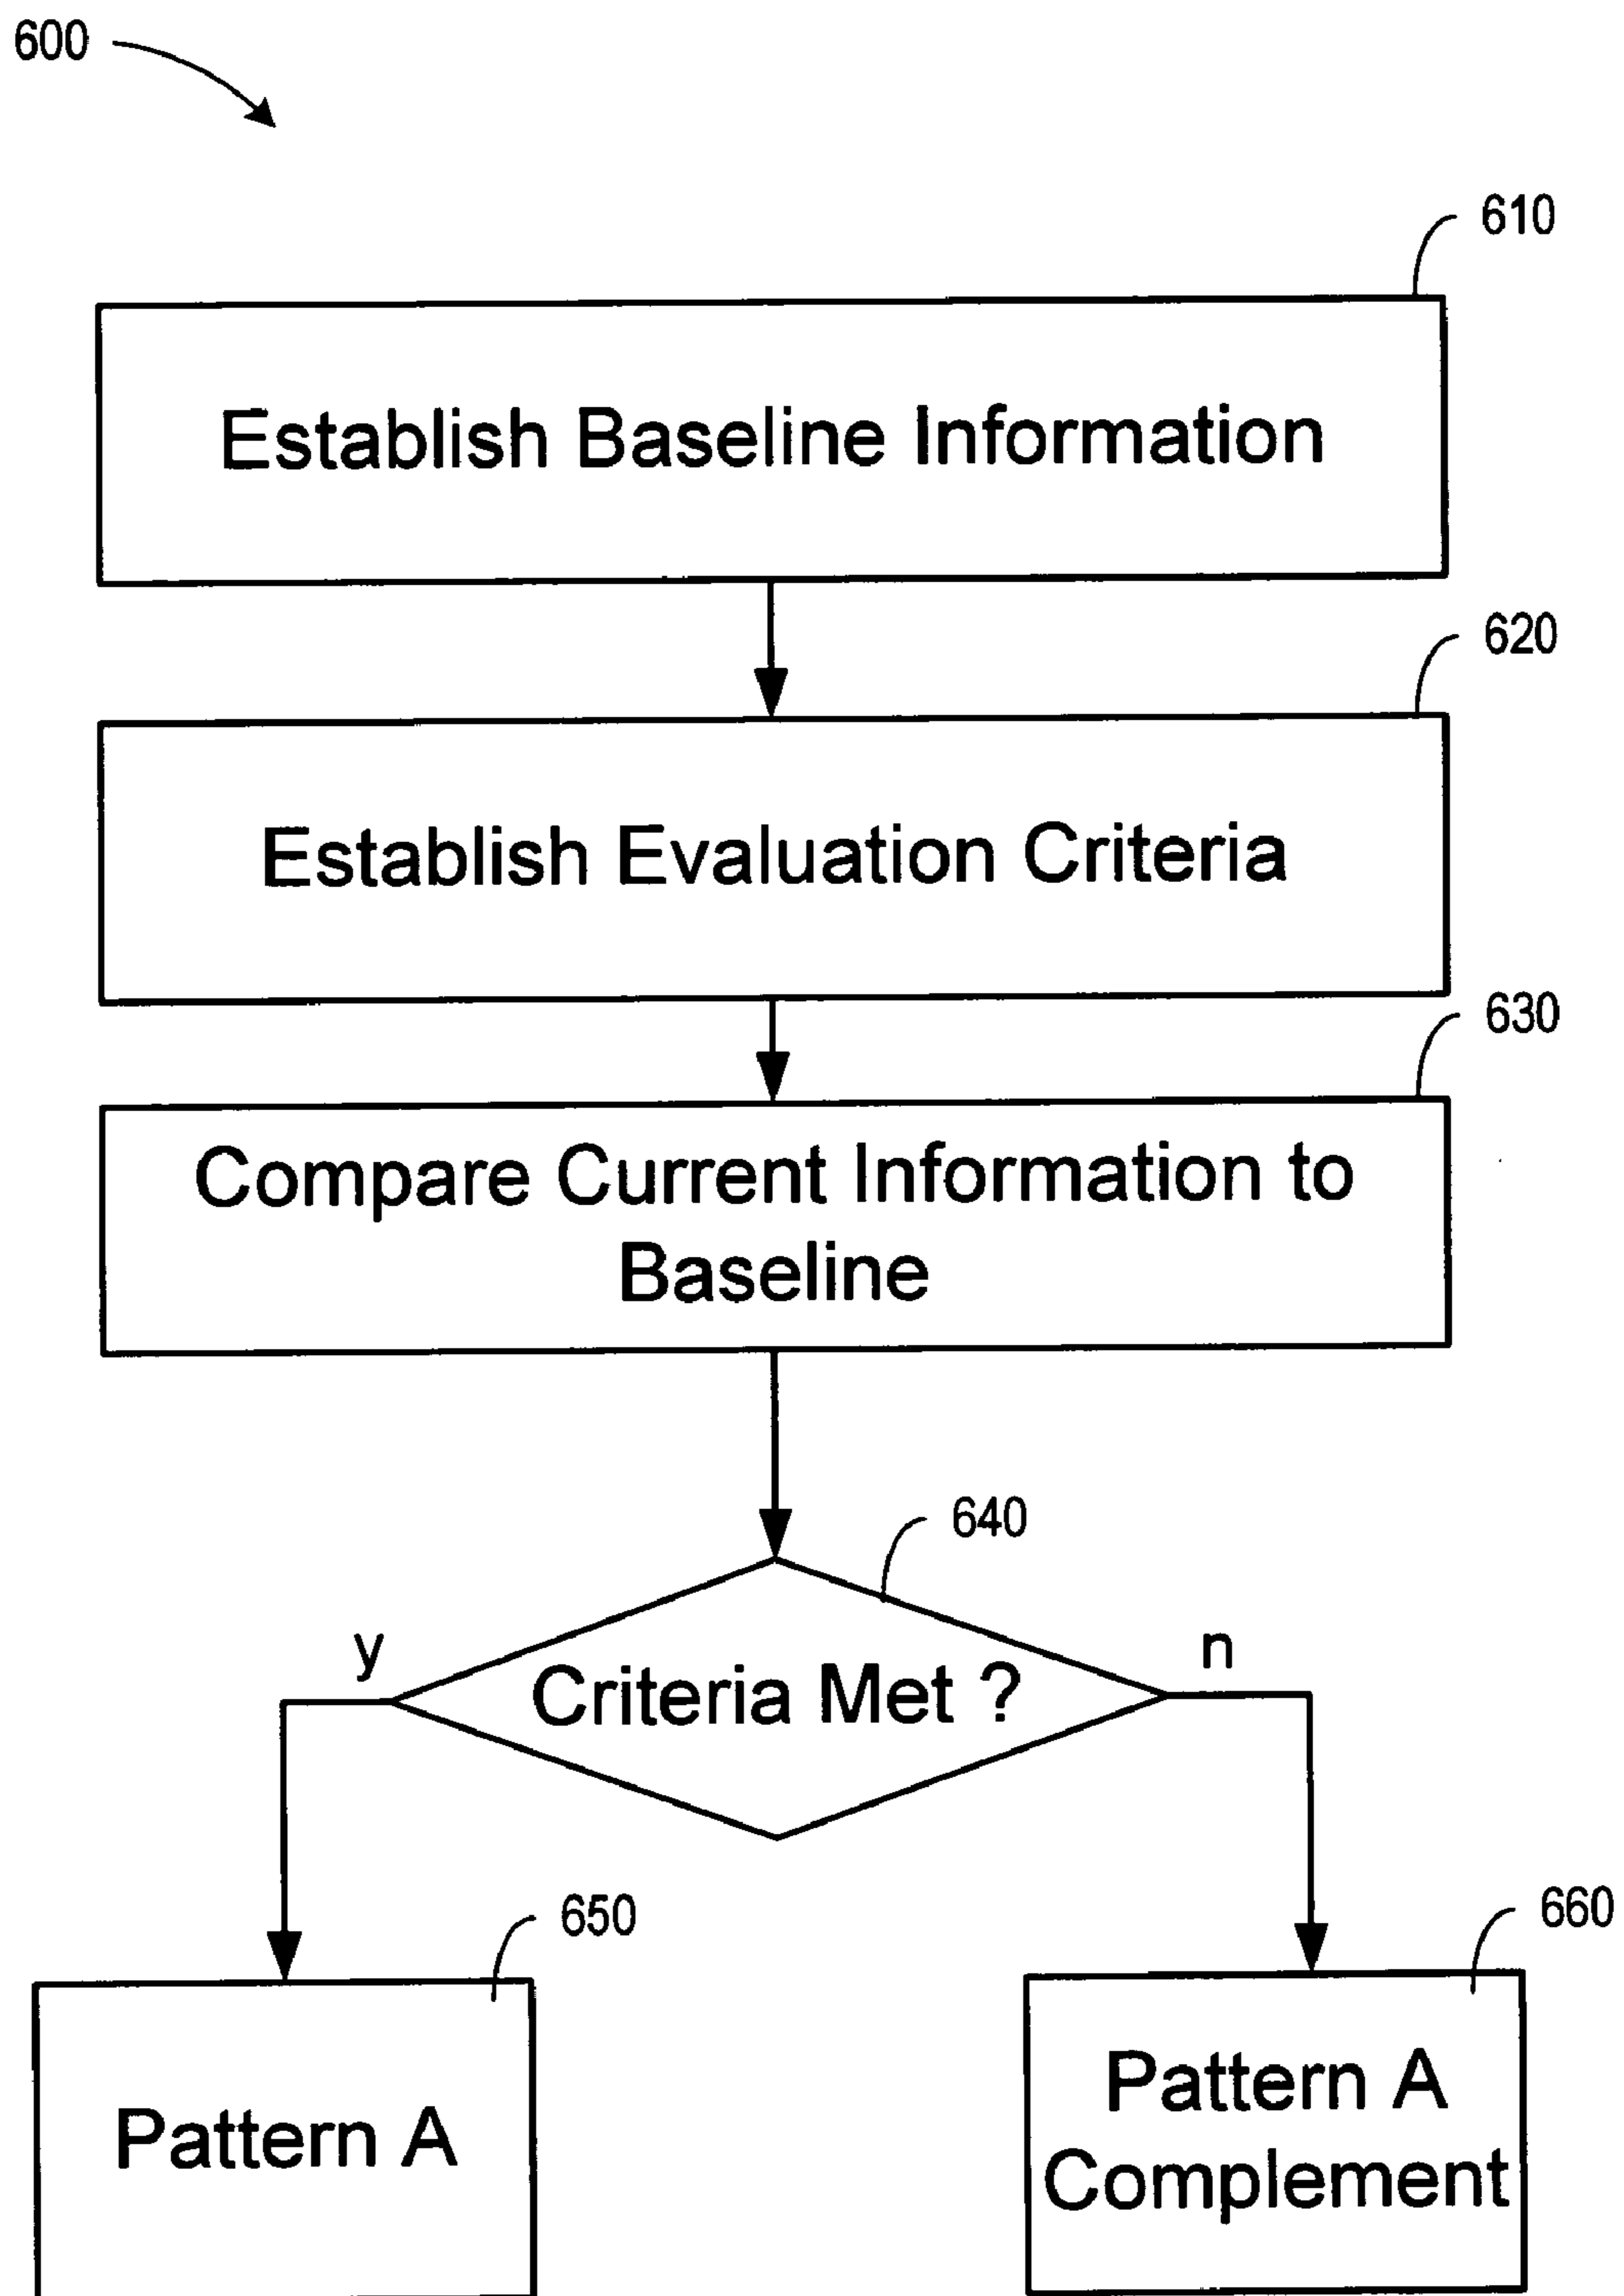 600
610
Establish Baseline Information
620
Establish Evaluation Criteria
630
Compare Current Information to
Baseline
640
y
n
Criteria Met ?
650
660
Pattern A
Pattern A
Complement